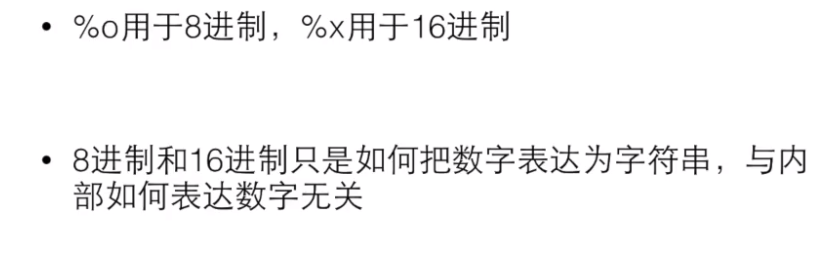 • %o用于8进制，%x用于16进制
• 8进制和16进制只是如何把数字表达为字符串，与内
部如何表达数字无关